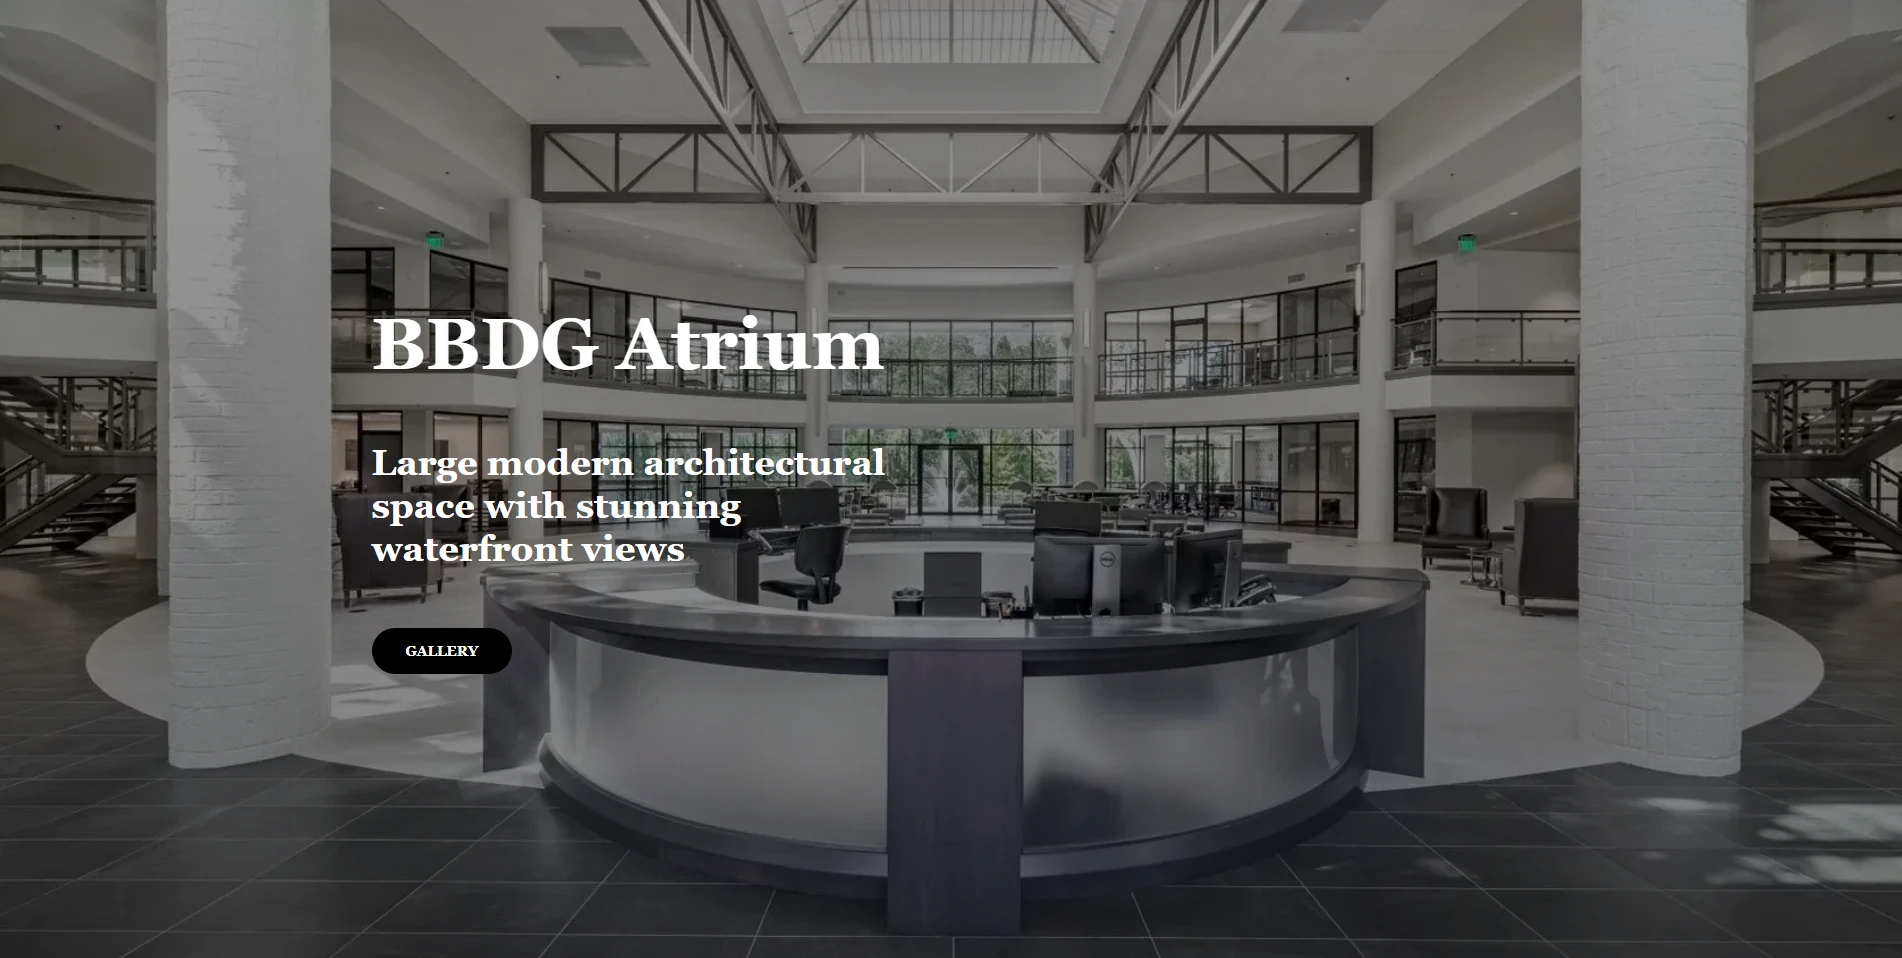 BBDG Atrium
Large modern architectural
space with stunning
waterfront views
GALLERY